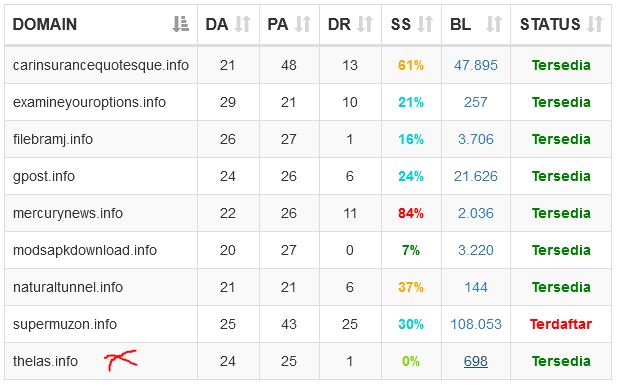 DOMAIN DA PA DR SS BL STATUS
carinsurancequotesque.info 21 48 13 61% 47.895 Tersedia
examineyouroptions.info 29 21 10 21% 257 Tersedia
filebramj.info 26 27 1 16% 3.706 Tersedia
gpost.info 24 26 6 24% 21.626 Tersedia
mercurynews.info 22 26 11 84% 2.036 Tersedia
modsapkdownload.info 20 27 0 7% 3.220 Tersedia
naturaltunnel.info 21 21 6 37% 144 Tersedia
supermuzon.info 25 43 25 30% 108.053 Terdaftar
thelas.info 24 25 1 0% 698 Tersedia